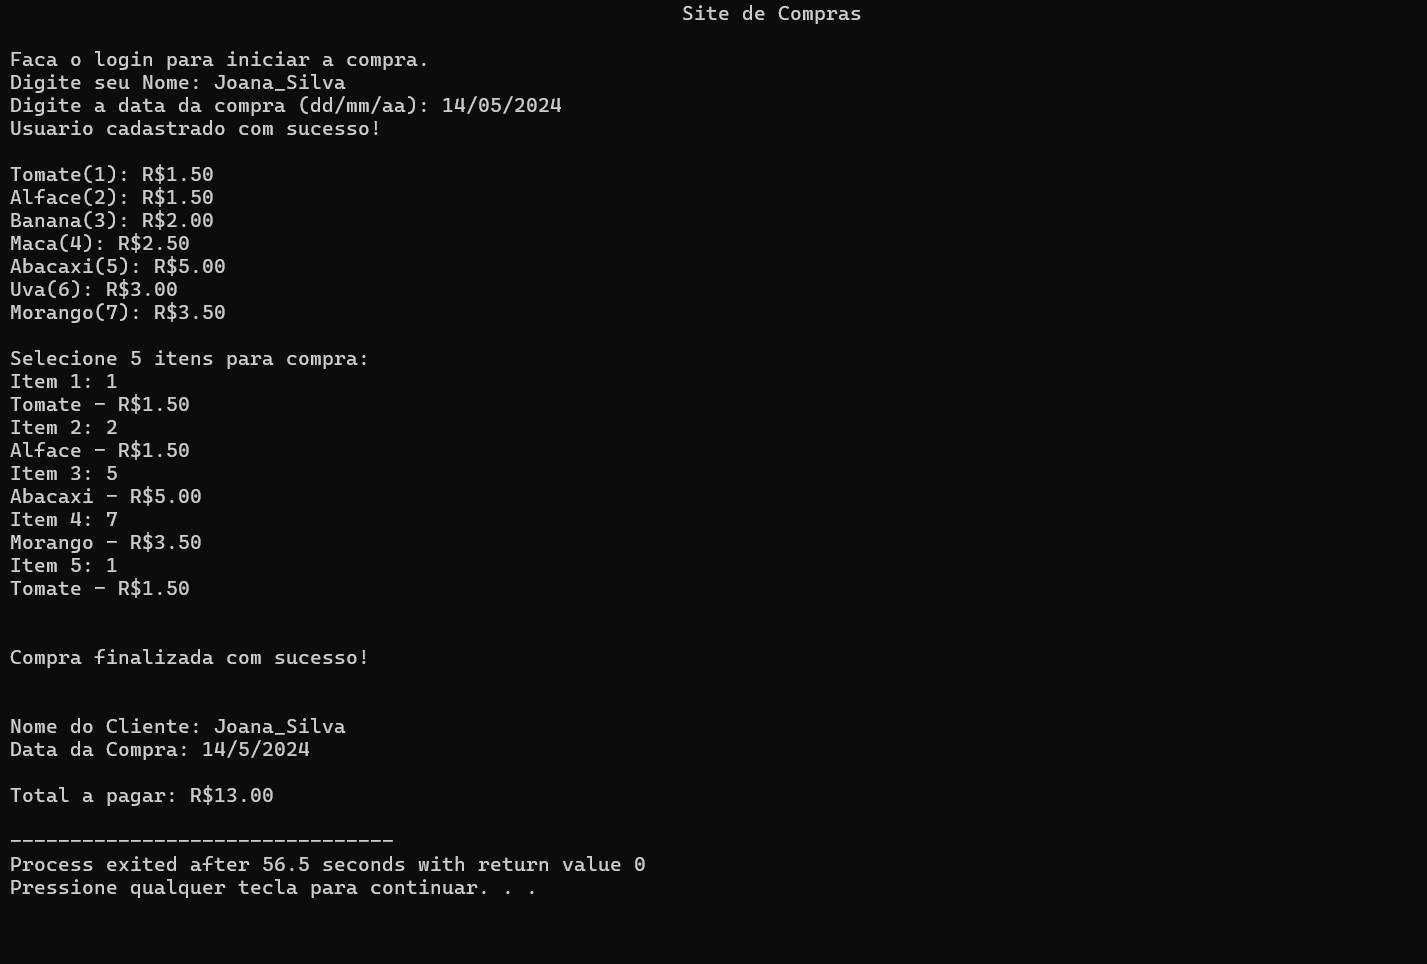 Site de Compras
Faca o login para iniciar a compra.
Digite seu Nome: Joana_Silva
Digite a data da compra (dd/mm/aa): 14/05/2024
Usuario cadastrado com sucesso!
Tomate(1): R$1.50
Alface(2): R$1.50
Banana(3): R$2.00
Maca(4): R$2.50
Abacaxi(5): R$5.00
Uva(6): R$3.00
Morango(7): R$3.50
Selecione 5 itens para compra:
Item 1: 1
Tomate - R$1.50
Item 2: 2
Alface - R$1.50
Item 3: 5
Abacaxi - R$5.00
Item 4: 7
Morango - R$3.50
Item 5: 1
Tomate - R$1.50
Compra finalizada com sucesso!
Nome do Cliente: Joana_Silva
Data da Compra: 14/5/2024
Total a pagar: R$13.00
--------------------------------
Process exited after 56.5 seconds with return value 0
Pressione qualquer tecla para continuar. . .